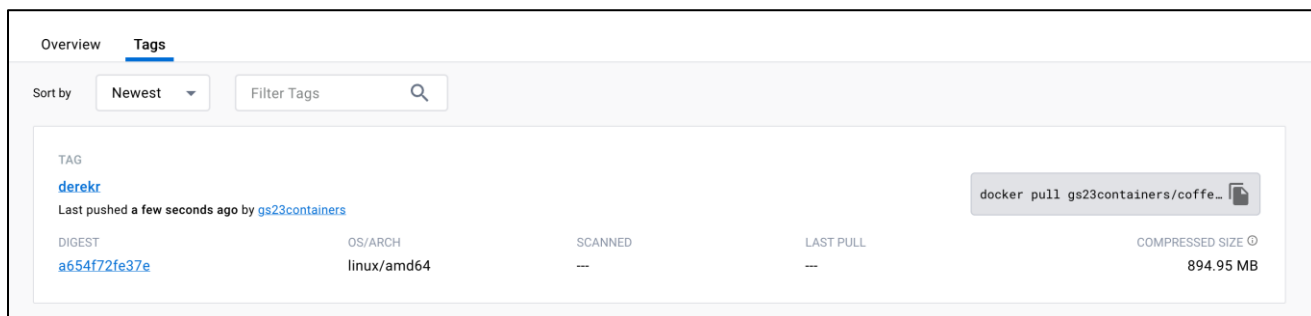 Overview Tags
Sort by Newest Filter Tags
TAG
derekr
docker pull gs23containers/coffe…
Last pushed a few seconds ago by gs23containers
DIGEST OS/ARCH SCANNED LAST PULL COMPRESSED SIZE
a654f72fe37e linux/amd64 --- --- 894.95 MB